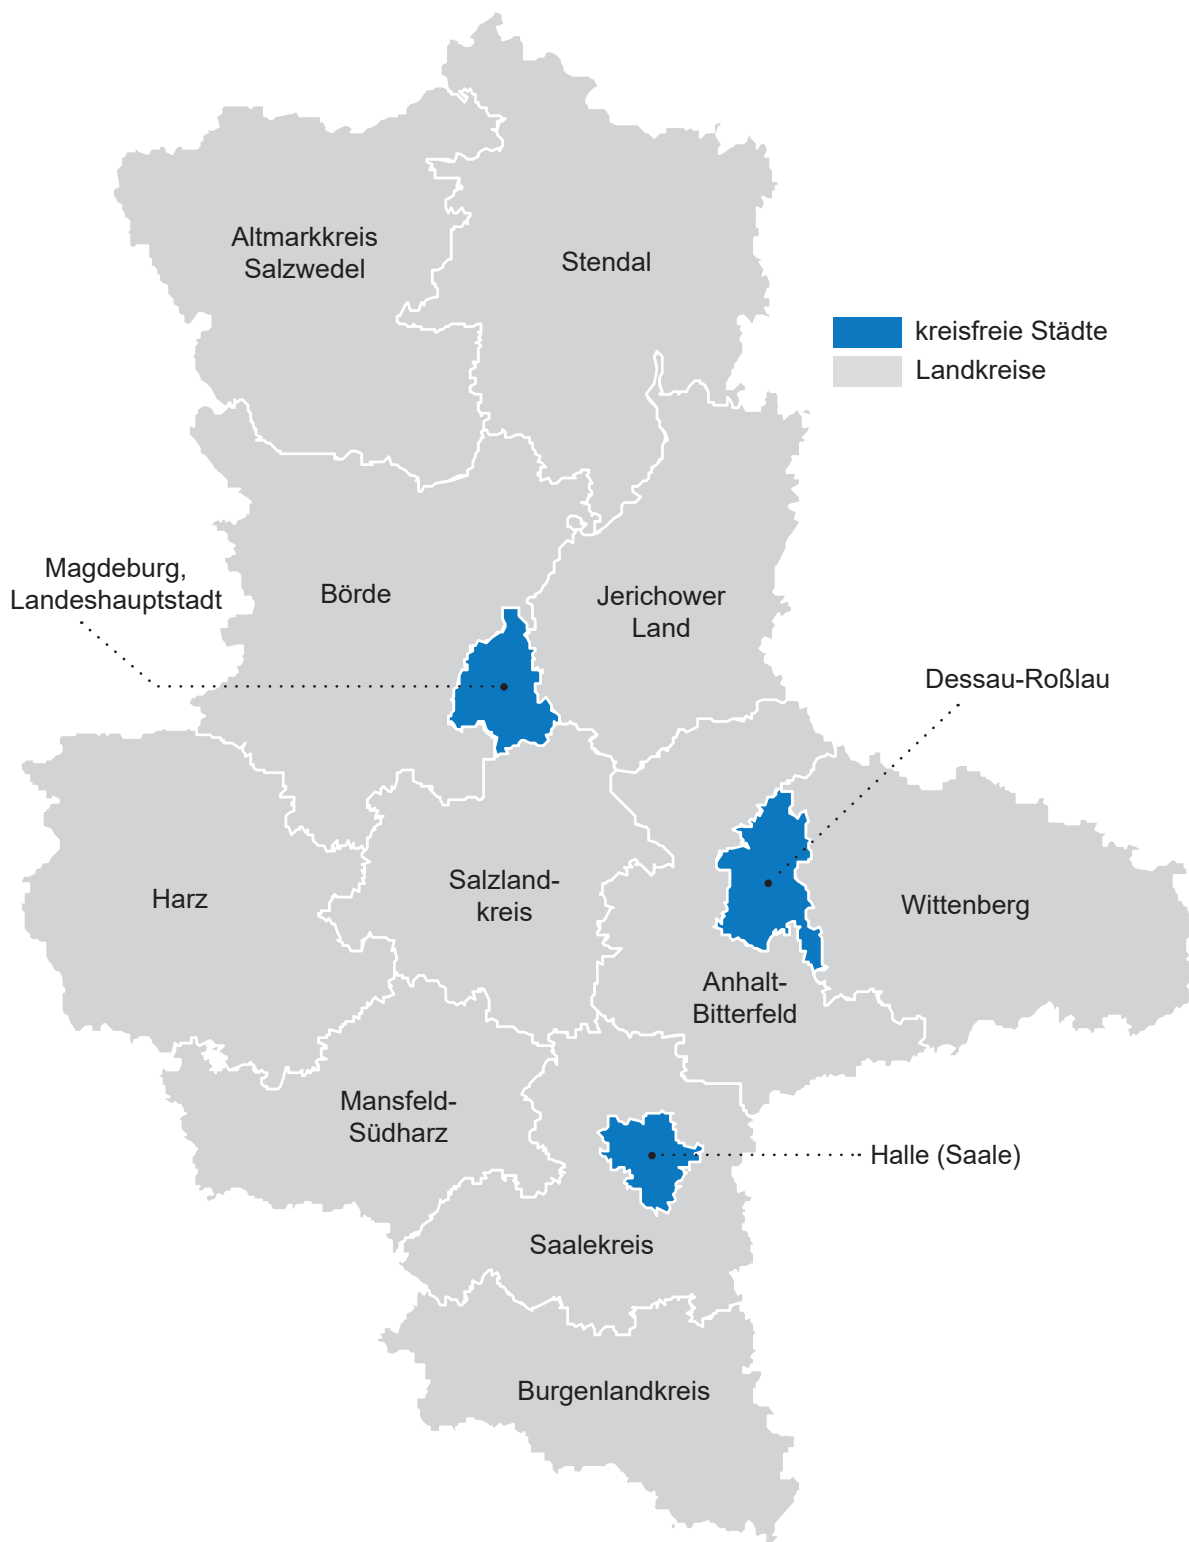 Altmarkkreis
Salzwedel
Stendal
kreisfreie Städte
Landkreise
Magdeburg,
Landeshauptstadt
Börde
Jerichower
Land
Dessau-Roßlau
Harz
Salzland-
kreis
Wittenberg
Anhalt-
Bitterfeld
Mansfeld-
Südharz
Halle (Saale)
Saalekreis
Burgenlandkreis